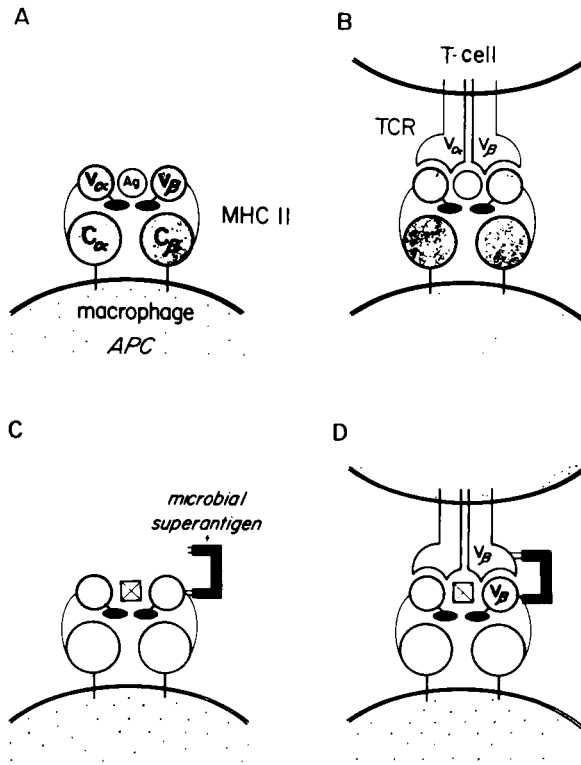 A
Vα
Ag
Vβ
MHC II
Cα
Cβ
macrophage
APC
B
T-cell
TCR
Vα
Vβ
C
microbial
superantigen
D
Vβ
Vβ